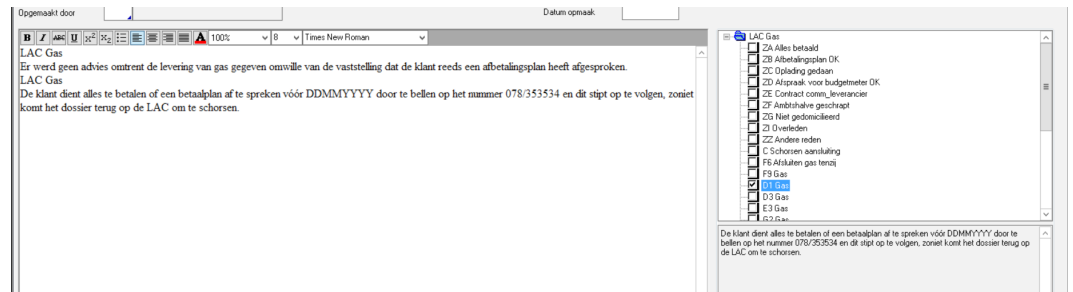 Opgemaakt door
Datum opmaak
B I ABC U x² x₂ A 100% 8 Times New Roman
LAC Gas
Er werd geen advies omtrent de levering van gas gegeven omwille van de vaststelling dat de klant reeds een afbetalingsplan heeft afgesproken.
LAC Gas
De klant dient alles te betalen of een betaalplan af te spreken vóór DDMMYYYY door te bellen op het nummer 078/353534 en dit stipt op te volgen, zoniet
komt het dossier terug op de LAC om te schorsen.
LAC Gas
ZA Alles betaald
ZB Afbetalingsplan OK
ZC Oplading gedaan
ZD Afspraak voor budgetmeter OK
ZE Contract comm_leverancier
ZF Ambtshalve geschrapt
ZG Niet gedomicilieerd
ZI Overleden
ZZ Andere reden
C Schorsen aansluiting
F6 Afsluiten gas tenzij
F9 Gas
D1 Gas
D3 Gas
E3 Gas
G2 Gas
De klant dient alles te betalen of een betaalplan af te spreken vóór DDMMYYYY door te
bellen op het nummer 078/353534 en dit stipt op te volgen, zoniet komt het dossier terug op
de LAC om te schorsen.